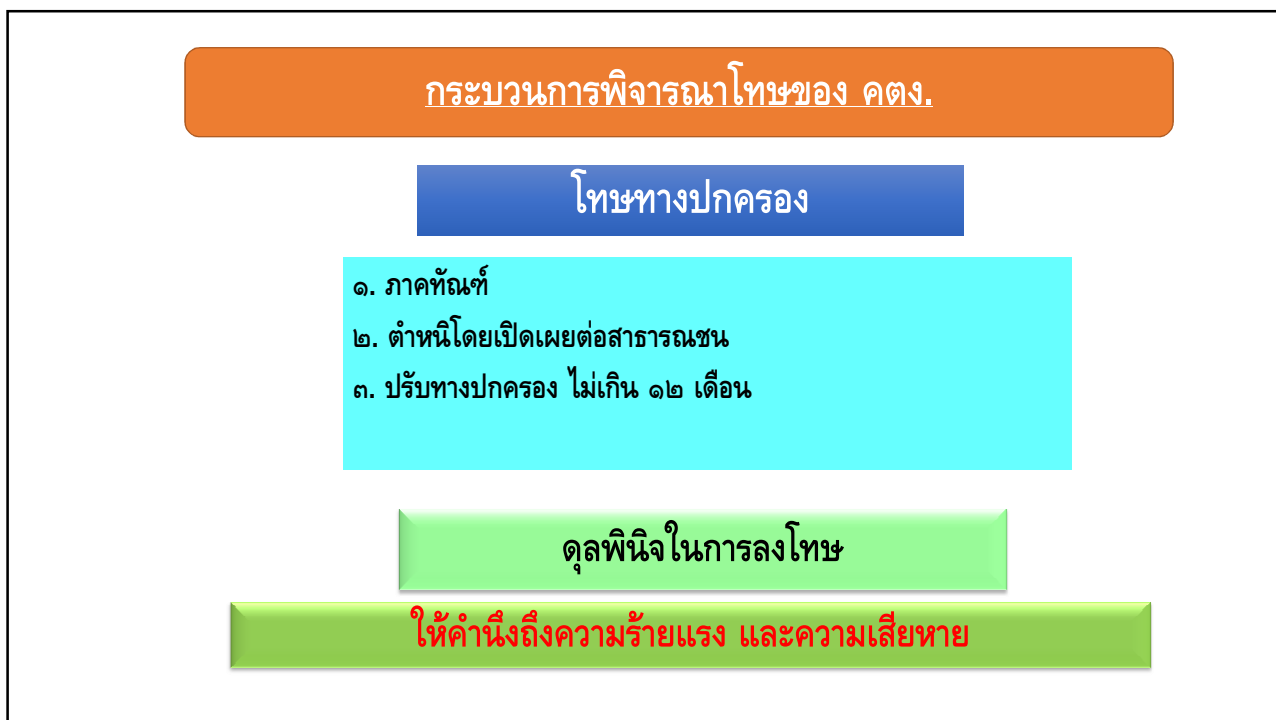 กระบวนการพิจารณาโทษของ คตง.
โทษทางปกครอง
๑. ภาคทัณฑ์
๒. ตำหนิโดยเปิดเผยต่อสาธารณชน
๓. ปรับทางปกครอง ไม่เกิน ๑๒ เดือน
ดุลพินิจในการลงโทษ
ให้คำนึงถึงความร้ายแรง และความเสียหาย